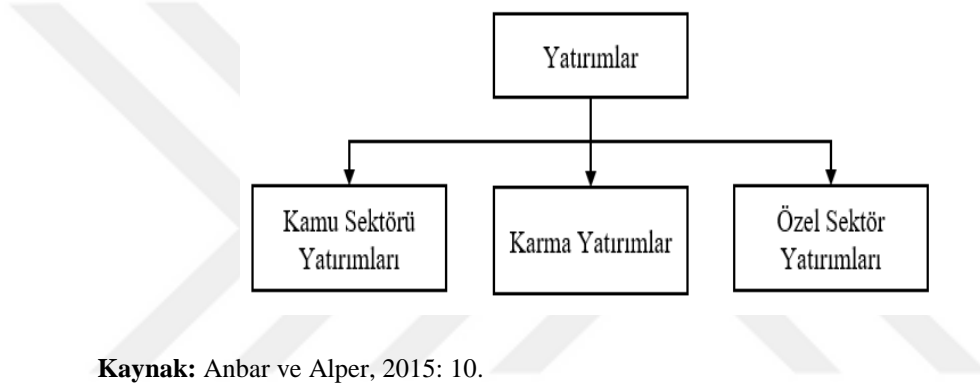 Yatırımlar
Kamu Sektörü
Yatırımları
Karma Yatırımlar
Özel Sektör
Yatırımları
Kaynak: Anbar ve Alper, 2015: 10.